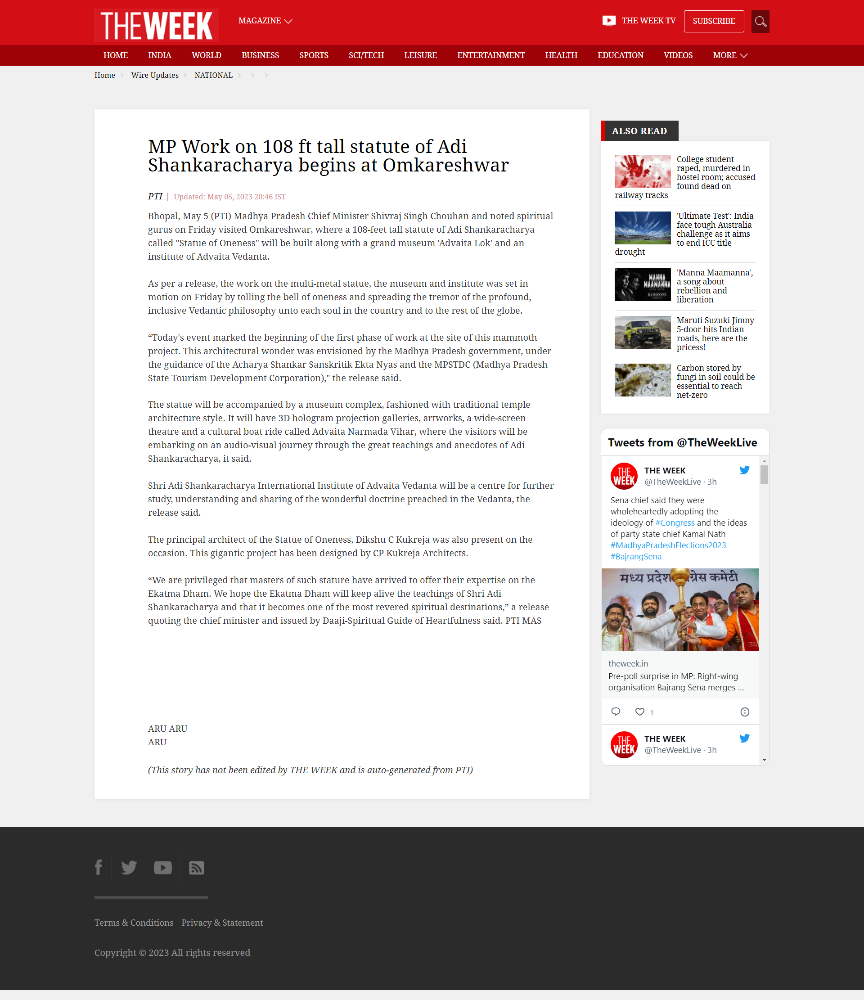 THE WEEK
MAGAZINE
THE WEEK TV
SUBSCRIBE
HOME
INDIA
WORLD
BUSINESS
SPORTS
SCI/TECH
LEISURE
ENTERTAINMENT
HEALTH
EDUCATION
VIDEOS
MORE
Home
Wire Updates
NATIONAL
MP Work on 108 ft tall statute of Adi
Shankaracharya begins at Omkareshwar
PTI | Updated: May 05, 2023 20:46 IST
Bhopal, May 5 (PTI) Madhya Pradesh Chief Minister Shivraj Singh Chouhan and noted spiritual
gurus on Friday visited Omkareshwar, where a 108-feet tall statute of Adi Shankaracharya
called "Statue of Oneness" will be built along with a grand museum 'Advaita Lok' and an
institute of Advaita Vedanta.
As per a release, the work on the multi-metal statue, the museum and institute was set in
motion on Friday by tolling the bell of oneness and spreading the tremor of the profound,
inclusive Vedantic philosophy unto each soul in the country and to the rest of the globe.
“Today's event marked the beginning of the first phase of work at the site of this mammoth
project. This architectural wonder was envisioned by the Madhya Pradesh government, under
the guidance of the Acharya Shankar Sanskritik Ekta Nyas and the MPSTDC (Madhya Pradesh
State Tourism Development Corporation)," the release said.
The statue will be accompanied by a museum complex, fashioned with traditional temple
architecture style. It will have 3D hologram projection galleries, artworks, a wide-screen
theatre and a cultural boat ride called Advaita Narmada Vihar, where the visitors will be
embarking on an audio-visual journey through the great teachings and anecdotes of Adi
Shankaracharya, it said.
Shri Adi Shankaracharya International Institute of Advaita Vedanta will be a centre for further
study, understanding and sharing of the wonderful doctrine preached in the Vedanta, the
release said.
The principal architect of the Statue of Oneness, Dikshu C Kukreja was also present on the
occasion. This gigantic project has been designed by CP Kukreja Architects.
“We are privileged that masters of such stature have arrived to offer their expertise on the
Ekatma Dham. We hope the Ekatma Dham will keep alive the teachings of Shri Adi
Shankaracharya and that it becomes one of the most revered spiritual destinations,” a release
quoting the chief minister and issued by Daaji-Spiritual Guide of Heartfulness said. PTI MAS
ARU ARU
ARU
(This story has not been edited by THE WEEK and is auto-generated from PTI)
ALSO READ
College student
raped, murdered in
hostel room; accused
found dead on
railway tracks
'Ultimate Test': India
face tough Australia
challenge as it aims
to end ICC title
drought
MANNA
MAAMANNA
MAAMANNAN
'Manna Maamanna',
a song about
rebellion and
liberation
Maruti Suzuki Jimny
5-door hits Indian
roads, here are the
pricess!
Carbon stored by
fungi in soil could be
essential to reach
net-zero
Tweets from @TheWeekLive
THE WEEK
THE WEEK
@TheWeekLive · 3h
Sena chief said they were
wholeheartedly adopting the
ideology of #Congress and the ideas
of party state chief Kamal Nath
#MadhyaPradeshElections2023
#BajrangSena
मध्य प्रदेश ग्रेस कमेटी
जय
theweek.in
Pre-poll surprise in MP: Right-wing
organisation Bajrang Sena merges ...
1
THE WEEK
THE WEEK
@TheWeekLive · 3h
Terms & Conditions
Privacy & Statement
Copyright © 2023 All rights reserved